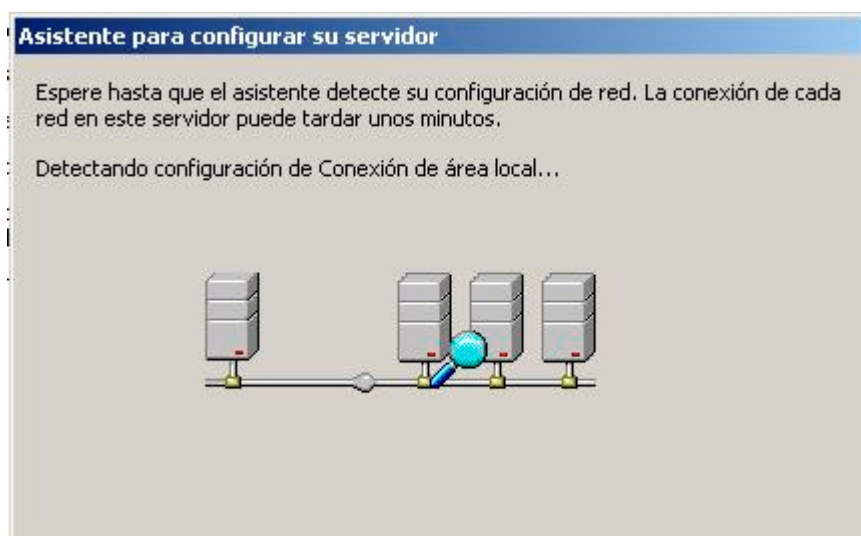 Asistente para configurar su servidor
Espere hasta que el asistente detecte su configuración de red. La conexión de cada
red en este servidor puede tardar unos minutos.
Detectando configuración de Conexión de área local...